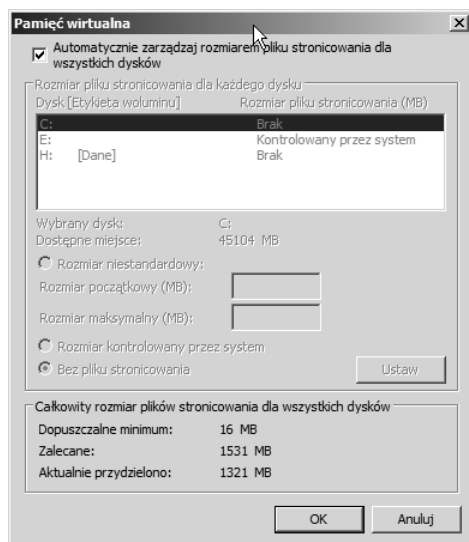 Pamięć wirtualna
Automatycznie zarządzaj rozmiarem pliku stronicowania dla
wszystkich dysków
Rozmiar pliku stronicowania dla każdego dysku
Dysk [Etykieta woluminu] Rozmiar pliku stronicowania (MB)
C: Brak
E: Kontrolowany przez system
H: [Dane] Brak
Wybrany dysk: C:
Dostępne miejsce: 45104 MB
Rozmiar niestandardowy:
Rozmiar początkowy (MB):
Rozmiar maksymalny (MB):
Rozmiar kontrolowany przez system
Bez pliku stronicowania
Ustaw
Całkowity rozmiar plików stronicowania dla wszystkich dysków
Dopuszczalne minimum: 16 MB
Zalecane: 1531 MB
Aktualnie przydzielono: 1321 MB
OK Anuluj